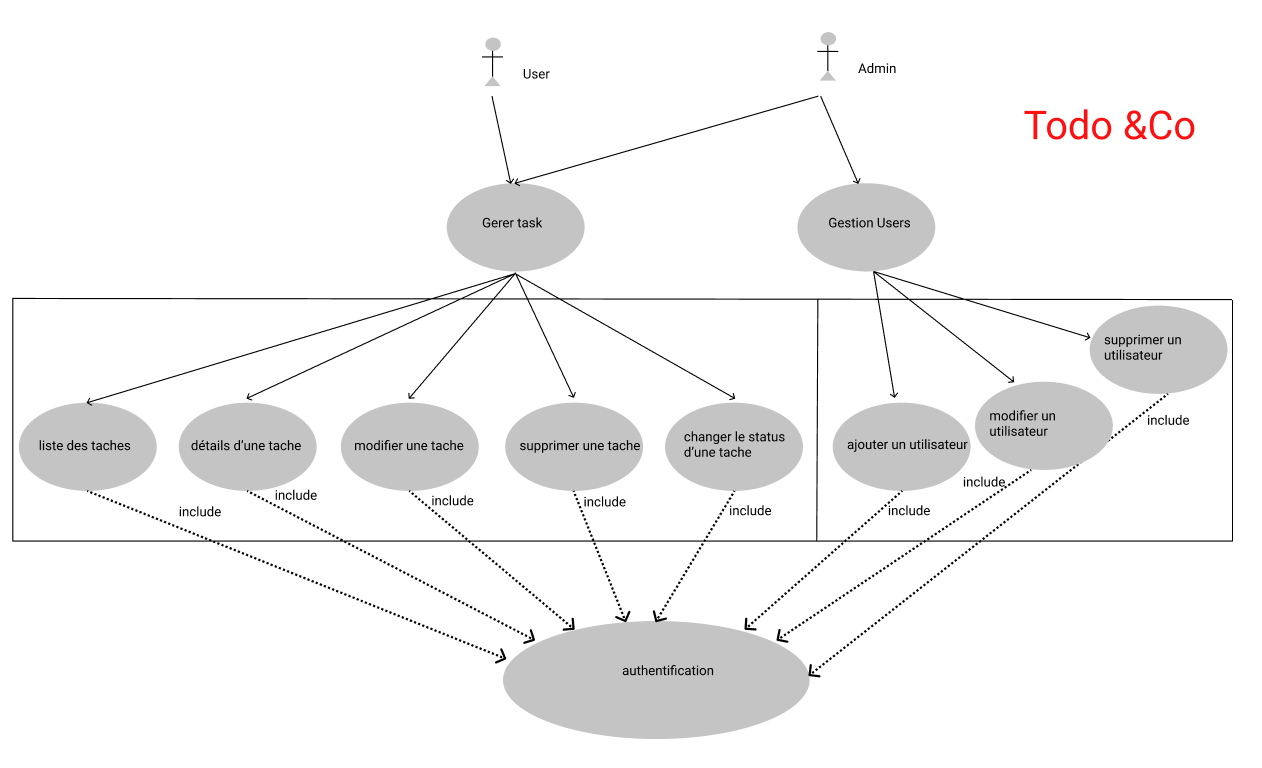 User
Admin
Todo &Co
Gerer task
Gestion Users
supprimer un
utilisateur
liste des taches
détails d’une tache
modifier une tache
supprimer une tache
changer le status
d’une tache
ajouter un utilisateur
modifier un
utilisateur
include
include
include
include
include
include
include
include
authentification